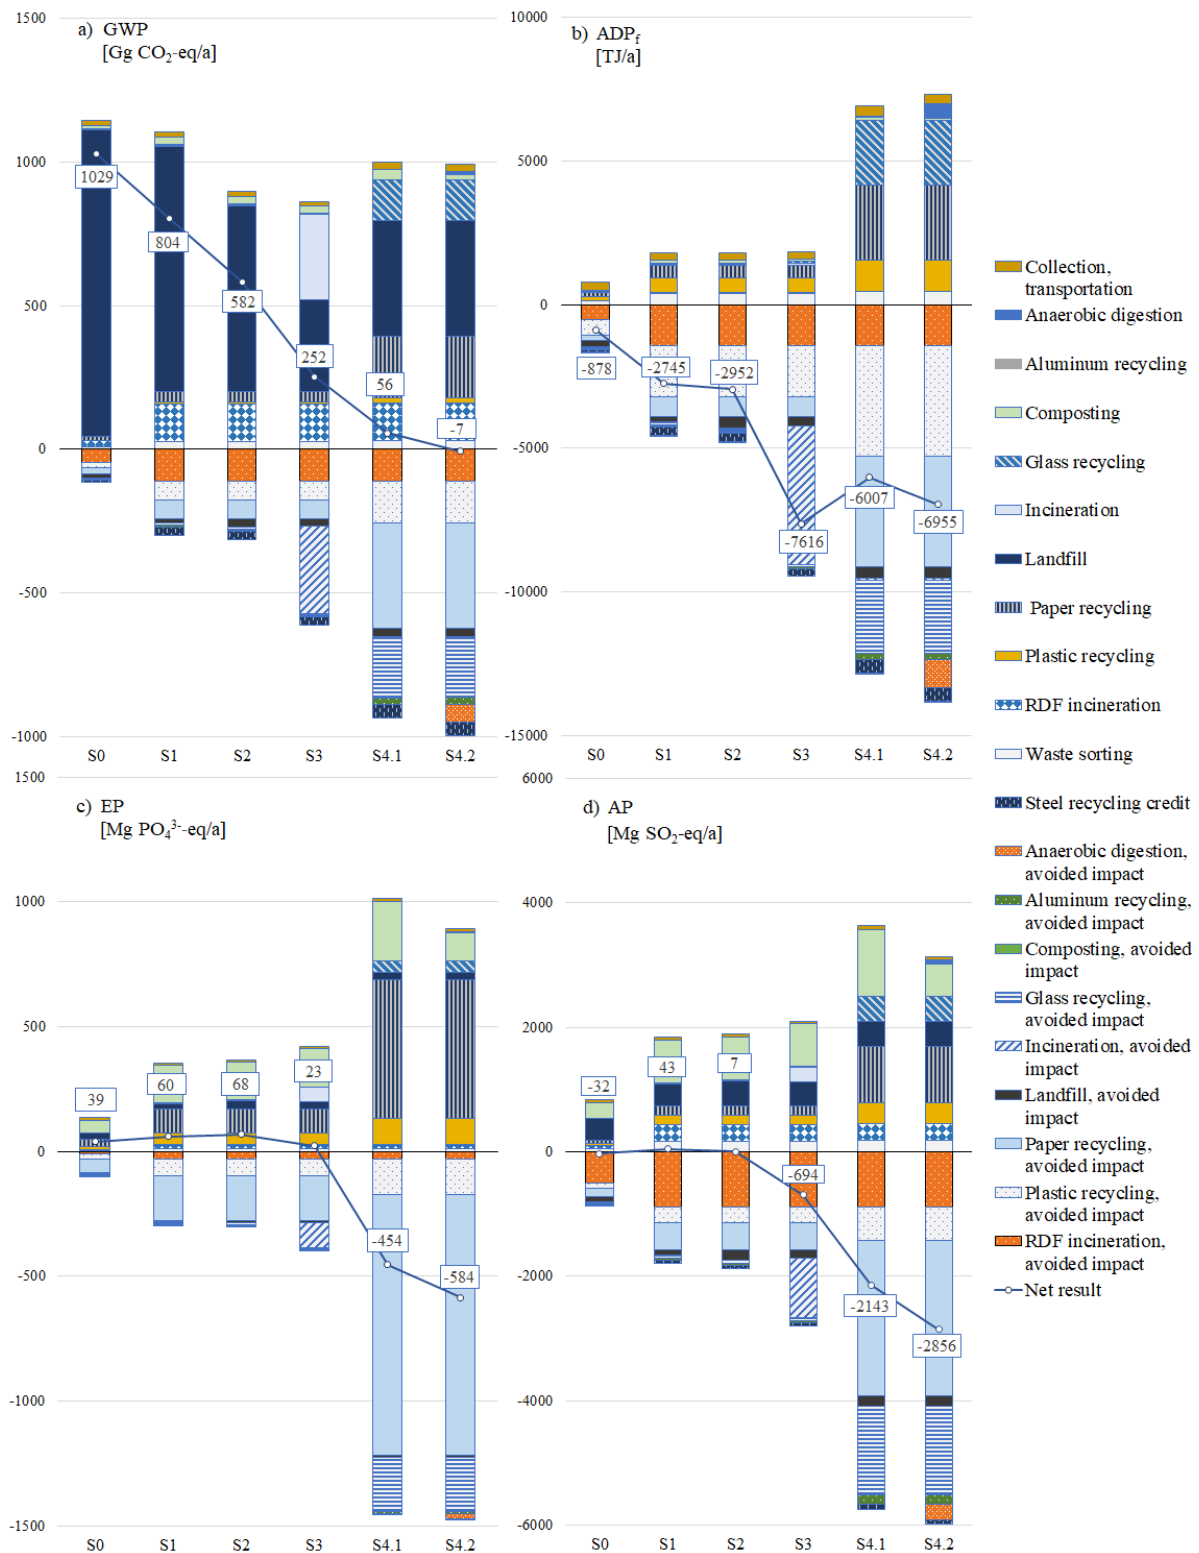 a) GWP
[Gg CO₂-eq/a]
1500
1000
500
0
-500
-1000
1029
804
582
252
56
-7
S0 S1 S2 S3 S4.1 S4.2
b) ADPf
[TJ/a]
10000
5000
0
-5000
-10000
-15000
-878
-2745
-2952
-7616
-6007
-6955
S0 S1 S2 S3 S4.1 S4.2
c) EP
[Mg PO₄³⁻-eq/a]
1500
1000
500
0
-500
-1000
-1500
39
60
68
23
-454
-584
S0 S1 S2 S3 S4.1 S4.2
d) AP
[Mg SO₂-eq/a]
6000
4000
2000
0
-2000
-4000
-6000
-32
43
7
-694
-2143
-2856
S0 S1 S2 S3 S4.1 S4.2
Collection,
transportation
Anaerobic digestion
Aluminum recycling
Composting
Glass recycling
Incineration
Landfill
Paper recycling
Plastic recycling
RDF incineration
Waste sorting
Steel recycling credit
Anaerobic digestion,
avoided impact
Aluminum recycling,
avoided impact
Composting, avoided
impact
Glass recycling,
avoided impact
Incineration, avoided
impact
Landfill, avoided
impact
Paper recycling,
avoided impact
Plastic recycling,
avoided impact
RDF incineration,
avoided impact
Net result